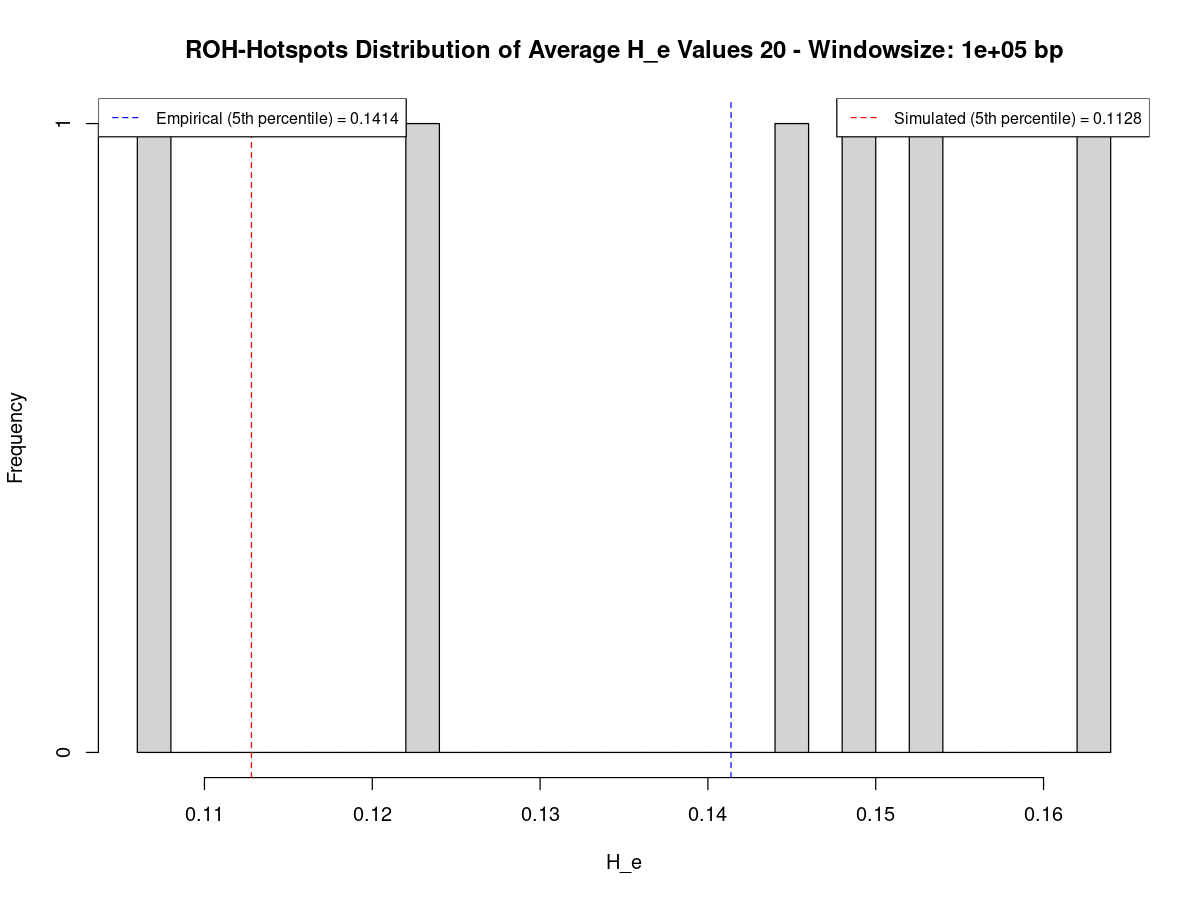 ROH-Hotspots Distribution of Average H_e Values 20 - Windowsize: 1e+05 bp
Empirical (5th percentile) = 0.1414
Simulated (5th percentile) = 0.1128
1
Frequency
0
0.11 0.12 0.13 0.14 0.15 0.16
H_e